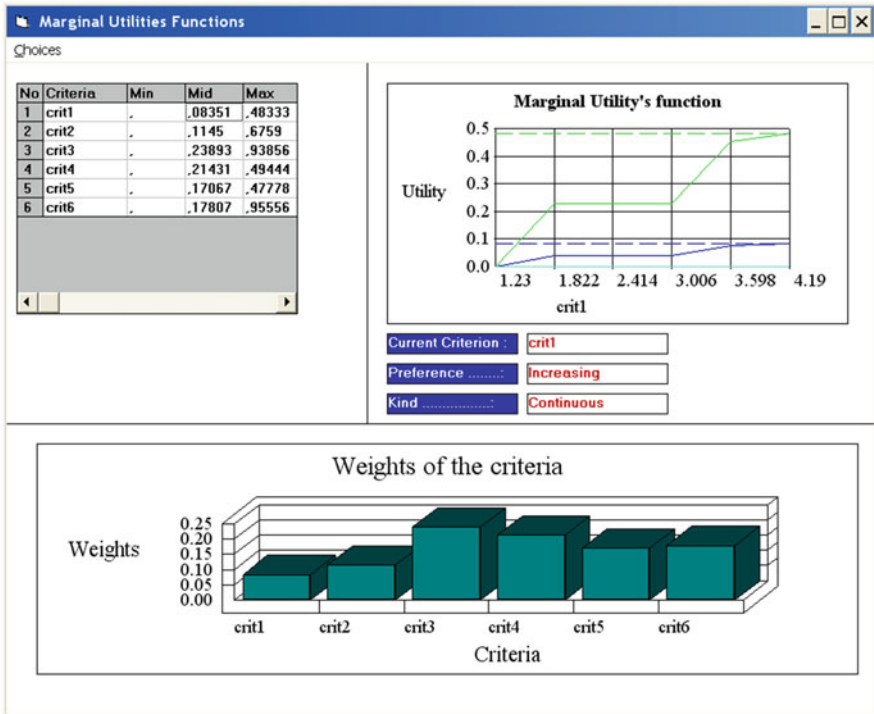 Marginal Utilities Functions
Choices
No Criteria Min Mid Max
1 crit1 , ,08351 ,48333
2 crit2 , ,1145 ,6759
3 crit3 , ,23893 ,93856
4 crit4 , ,21431 ,49444
5 crit5 , ,17067 ,47778
6 crit6 , ,17807 ,95556
Marginal Utility's function
0.5
0.4
0.3
Utility
0.2
0.1
0.0
1.23 1.822 2.414 3.006 3.598 4.19
crit1
Current Criterion : crit1
Preference ........: Increasing
Kind .................: Continuous
Weights of the criteria
0.25
0.20
Weights
0.15
0.10
0.05
0.00
crit1 crit2 crit3 crit4 crit5 crit6
Criteria